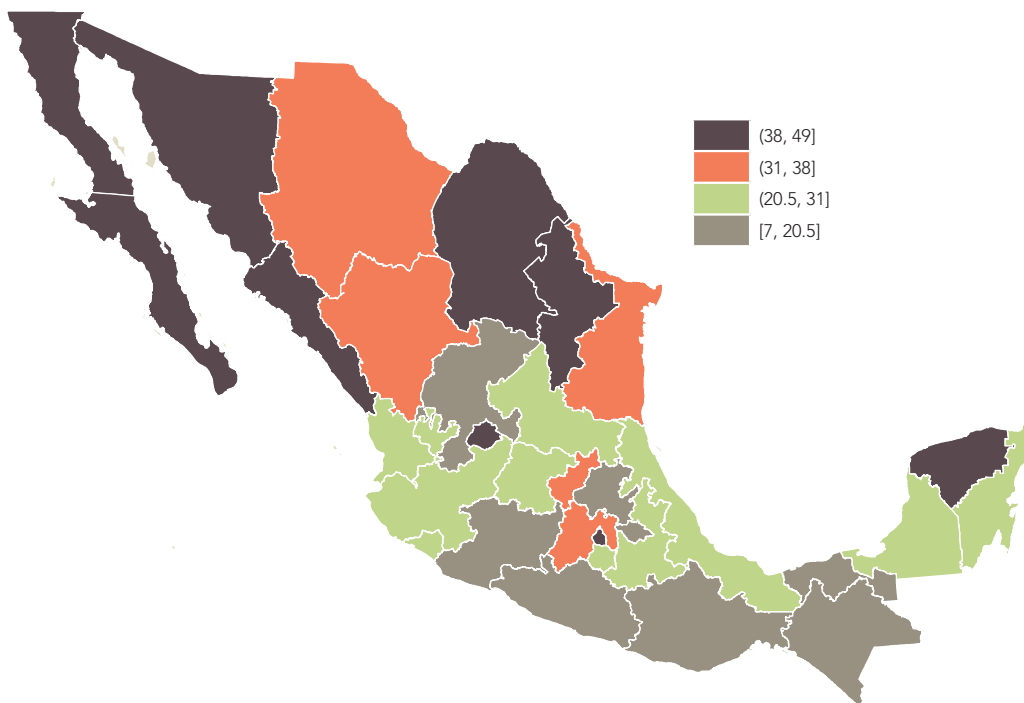 (38, 49]
(31, 38]
(20.5, 31]
[7, 20.5]